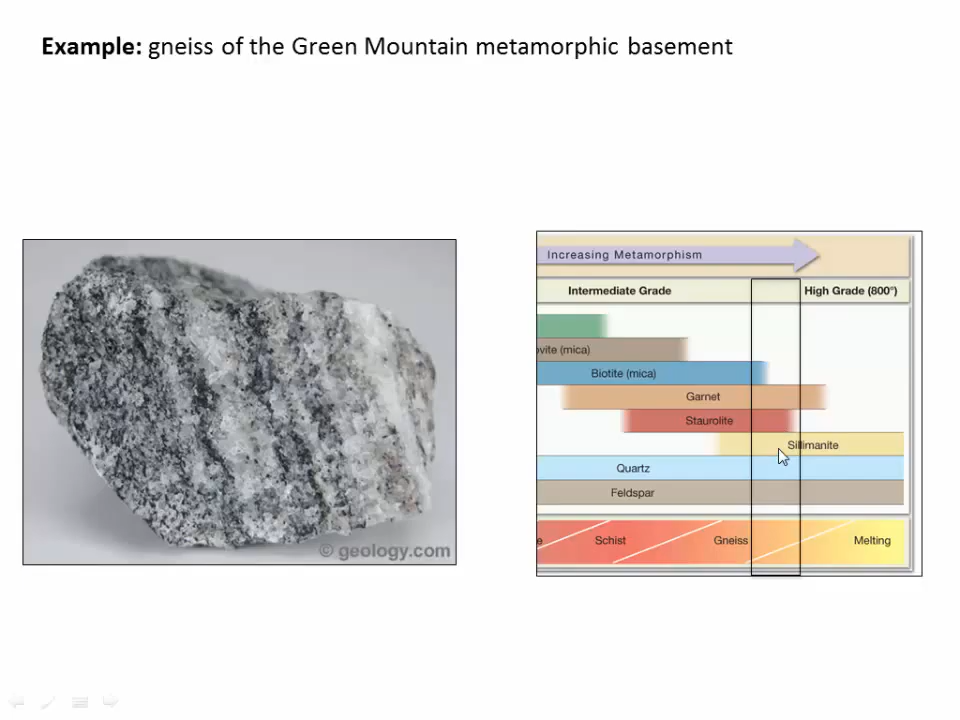 Example: gneiss of the Green Mountain metamorphic basement
© geology.com
Increasing Metamorphism
Intermediate Grade
High Grade (800°)
ovite (mica)
Biotite (mica)
Garnet
Staurolite
Sillimanite
Quartz
Feldspar
e
Schist
Gneiss
Melting